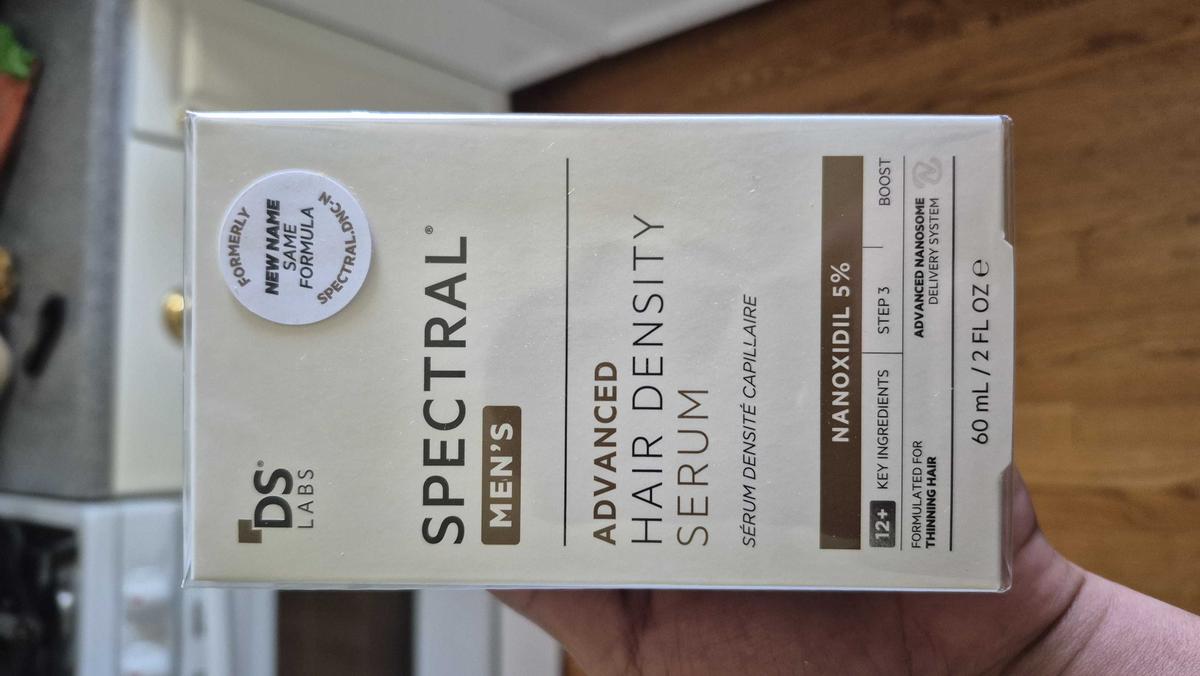 DS®
LABS
FORMERLY
NEW NAME
SAME
FORMULA
SPECTRAL.DNC-N
SPECTRAL®
MEN'S
ADVANCED
HAIR DENSITY
SERUM
SÉRUM DENSITÉ CAPILLAIRE
NANOXIDIL 5%
12+ KEY INGREDIENTS STEP 3 BOOST
FORMULATED FOR
THINNING HAIR
ADVANCED NANOSOME
DELIVERY SYSTEM
60 mL / 2 FL OZ ℮